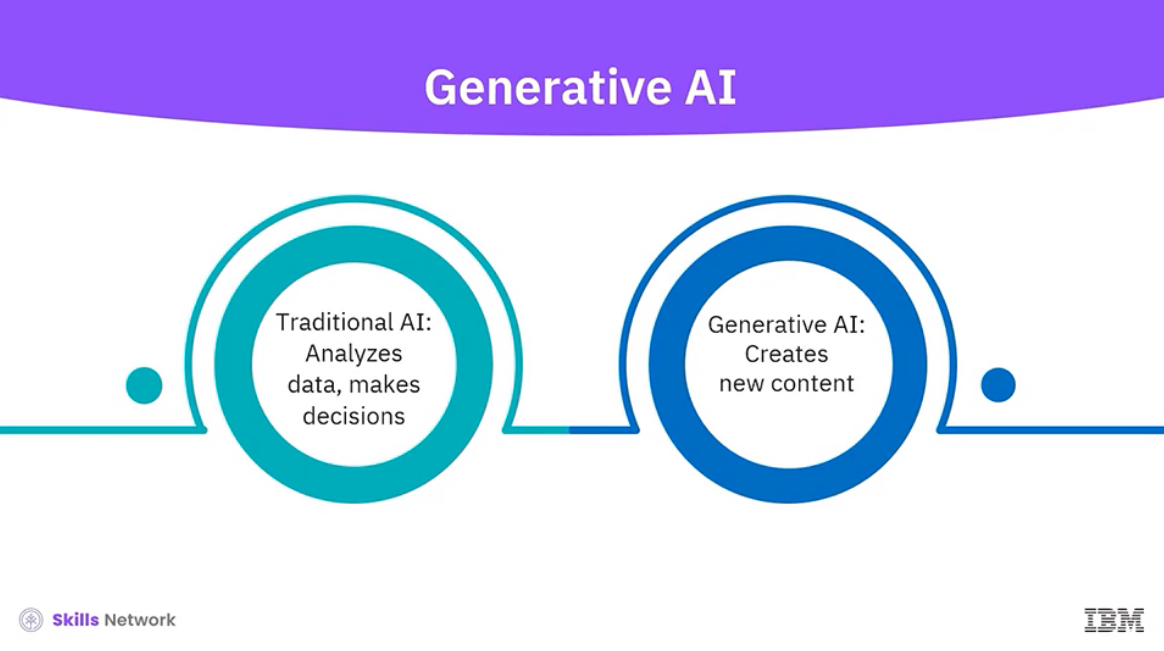 Generative AI
Traditional AI:
Analyzes
data, makes
decisions
Generative AI:
Creates
new content
Skills Network
IBM